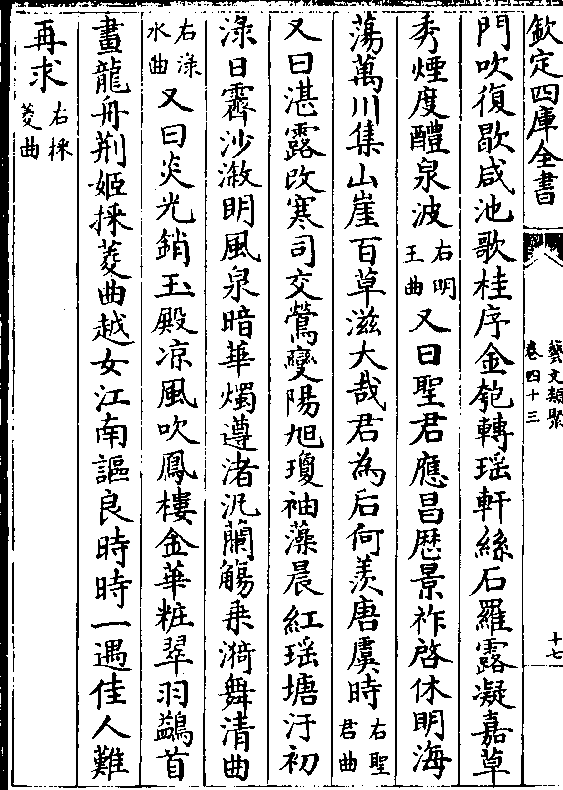 欽定四庫全書
藝文類聚
卷四十三
十七
門吹復歇咸池歌桂序金匏轉瑶軒絲石羅露凝嘉草
秀煙度醴泉波右明王曲又曰聖君應昌厯景祚啓休明海
蕩萬川集山崖百草滋大哉君為后何羨唐虞時右聖君曲
又曰湛露改寒司交鶯變陽旭瓊袖藻晨紅瑶塘汙初
渌日霽沙溆明風泉暗華燭遵渚泛蘭觴乘漪舞清曲
右渌水曲又曰炎光銷玉殿凉風吹鳳樓金華粧翠羽鷁首
畫龍舟荆姬採菱曲越女江南謳良時時一遇佳人難
再求右採菱曲